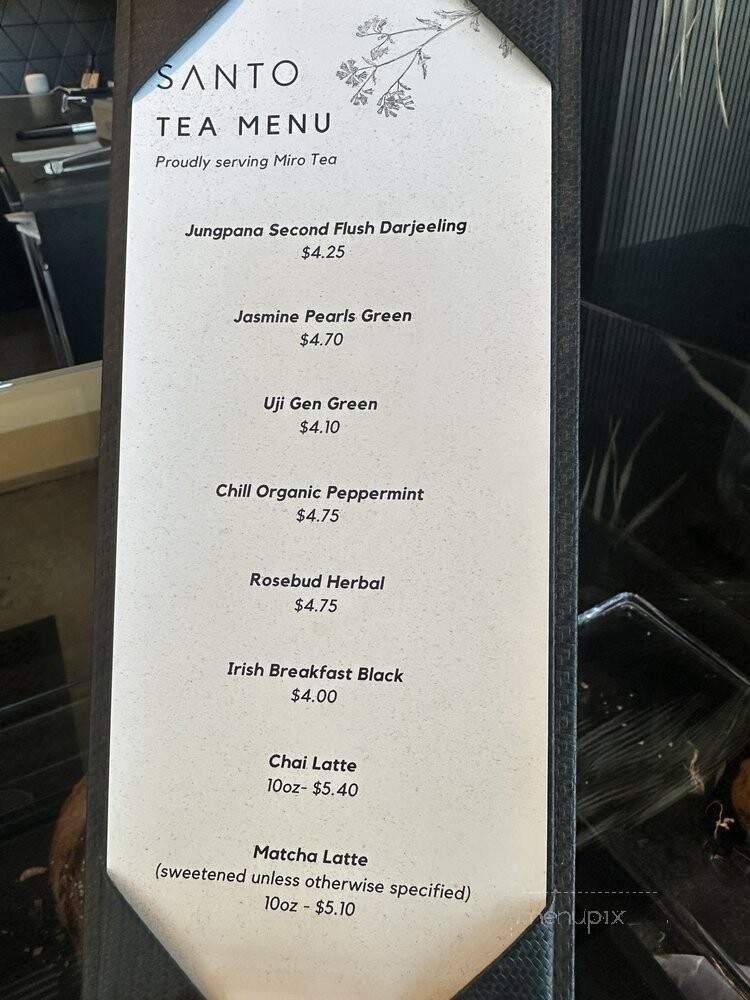 SANTO
TEA MENU
Proudly serving Miro Tea
Jungpana Second Flush Darjeeling
$4.25
Jasmine Pearls Green
$4.70
Uji Gen Green
$4.10
Chill Organic Peppermint
$4.75
Rosebud Herbal
$4.75
Irish Breakfast Black
$4.00
Chai Latte
10oz- $5.40
Matcha Latte
(sweetened unless otherwise specified)
10oz - $5.10
menupix